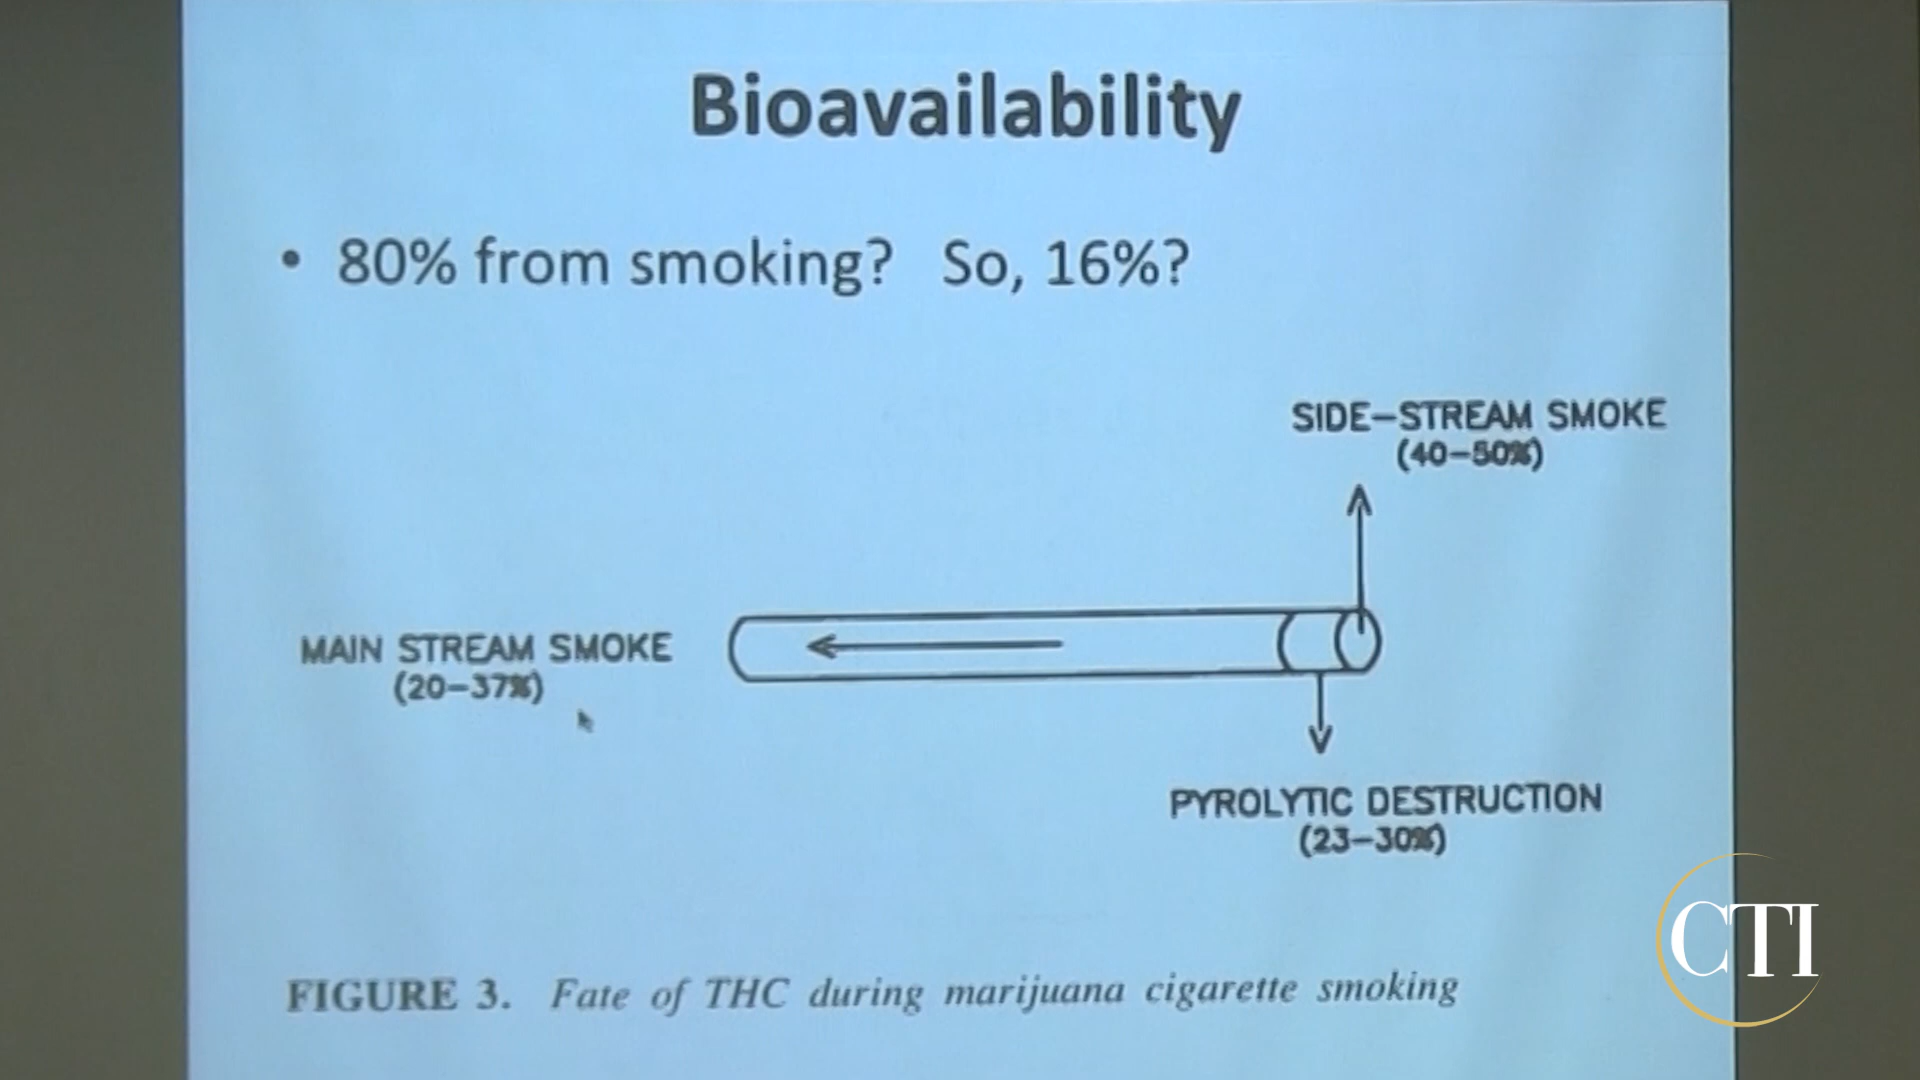 Bioavailability
• 80% from smoking? So, 16%?
SIDE-STREAM SMOKE
(40-50%)
MAIN STREAM SMOKE
(20-37%)
PYROLYTIC DESTRUCTION
(23-30%)
CTI
FIGURE 3. Fate of THC during marijuana cigarette smoking